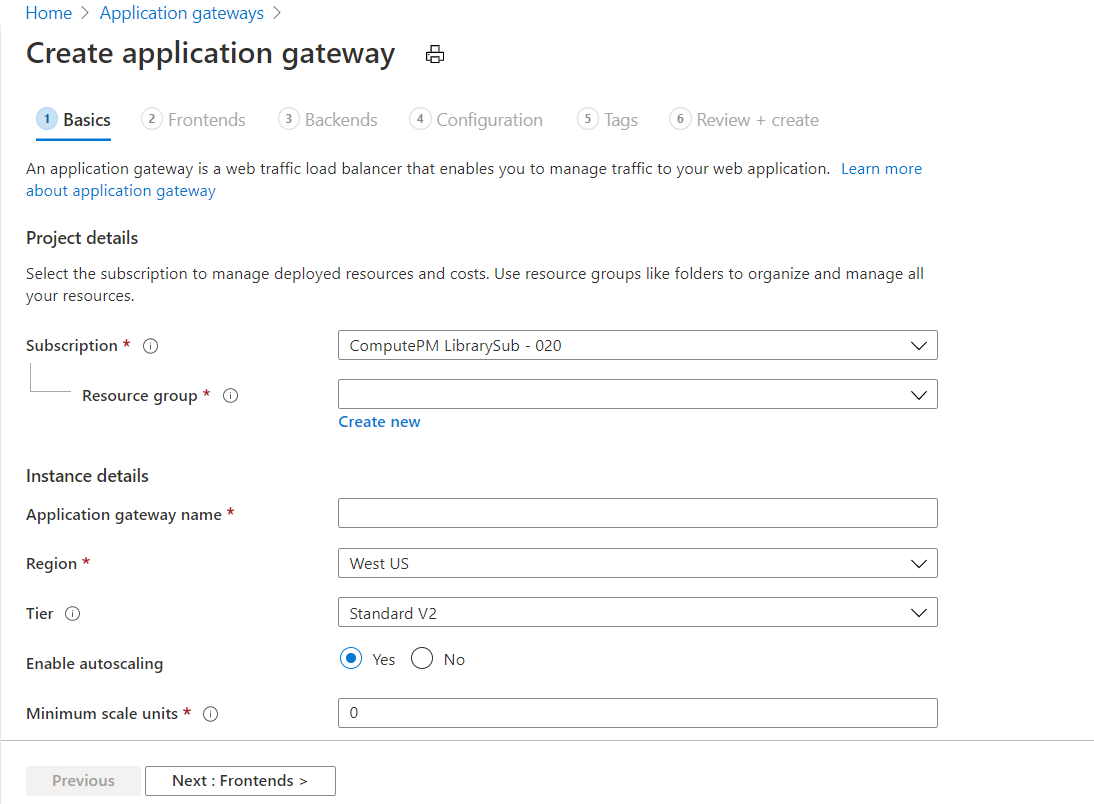 Home > Application gateways >
Create application gateway
1 Basics 2 Frontends 3 Backends 4 Configuration 5 Tags 6 Review + create
An application gateway is a web traffic load balancer that enables you to manage traffic to your web application. Learn more
about application gateway
Project details
Select the subscription to manage deployed resources and costs. Use resource groups like folders to organize and manage all
your resources.
Subscription * ComputePM LibrarySub - 020
Resource group *
Create new
Instance details
Application gateway name *
Region * West US
Tier Standard V2
Enable autoscaling Yes No
Minimum scale units * 0
Previous Next : Frontends >